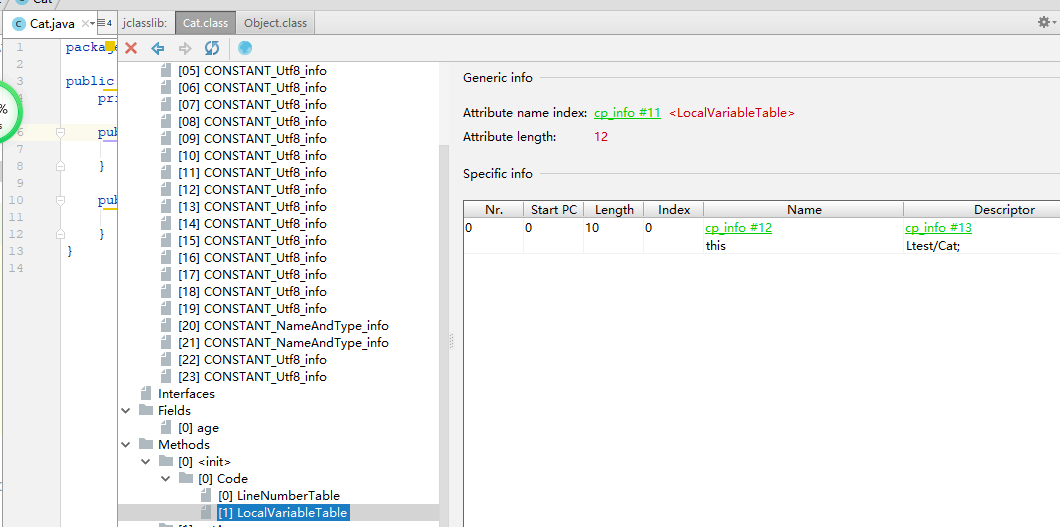 Cat
Cat.java
4
jclasslib:
Cat.class
Object.class
1
packag
2
3
public
pri
%
s
6
pub
7
8
}
10
pub
11
12
}
13
}
14
[05] CONSTANT_Utf8_info
[06] CONSTANT_Utf8_info
[07] CONSTANT_Utf8_info
[08] CONSTANT_Utf8_info
[09] CONSTANT_Utf8_info
[10] CONSTANT_Utf8_info
[11] CONSTANT_Utf8_info
[12] CONSTANT_Utf8_info
[13] CONSTANT_Utf8_info
[14] CONSTANT_Utf8_info
[15] CONSTANT_Utf8_info
[16] CONSTANT_Utf8_info
[17] CONSTANT_Utf8_info
[18] CONSTANT_Utf8_info
[19] CONSTANT_Utf8_info
[20] CONSTANT_NameAndType_info
[21] CONSTANT_NameAndType_info
[22] CONSTANT_Utf8_info
[23] CONSTANT_Utf8_info
Interfaces
Fields
[0] age
Methods
[0] <init>
[0] Code
[0] LineNumberTable
[1] LocalVariableTable
Generic info
Attribute name index: cp_info #11 <LocalVariableTable>
Attribute length: 12
Specific info
Nr. Start PC Length Index Name Descriptor
0 0 10 0 cp_info #12 cp_info #13
this Ltest/Cat;